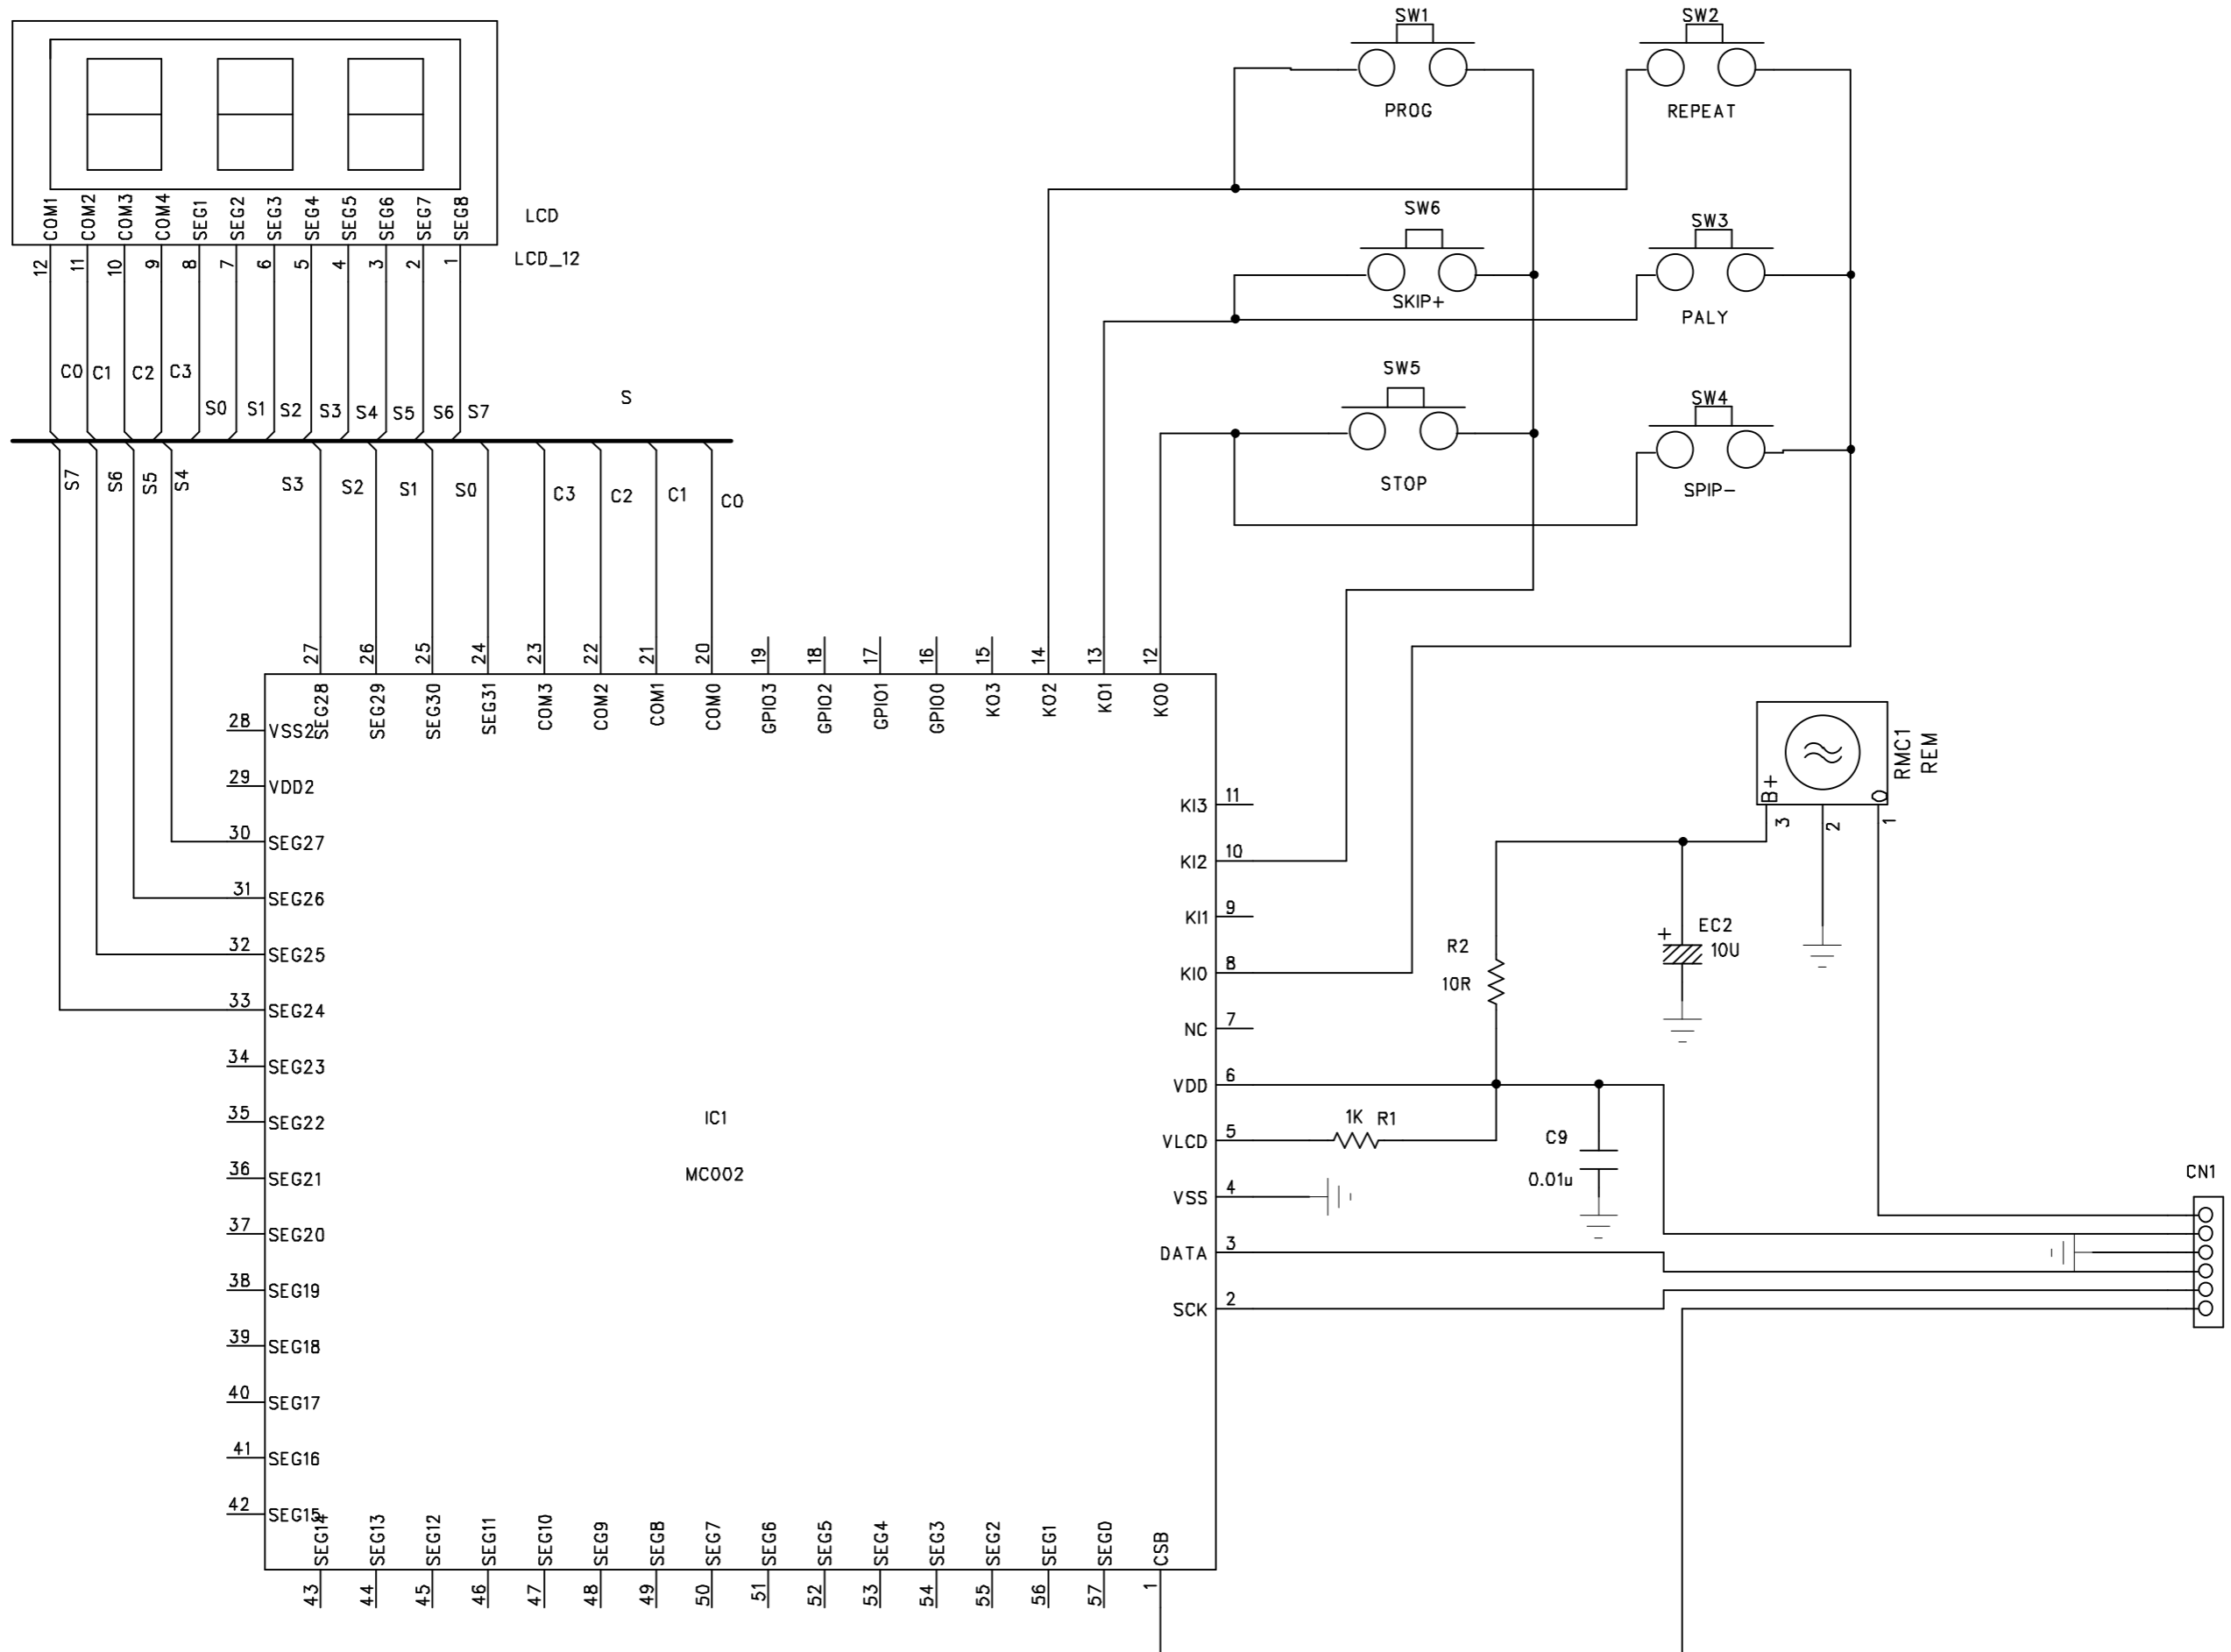 SW1
SW2
PROG
REPEAT
COM1
COM2
COM3
COM4
SEG1
SEG2
SEG3
SEG4
SEG5
SEG6
SEG7
SEG8
LCD
LCD_12
12
11
10
9
8
7
6
5
4
3
2
1
SW6
SW3
SKIP+
PALY
C0
C1
C2
C3
S0
S1
S2
S3
S4
S5
S6
S7
S
SW5
SW4
STOP
SPIP-
S7
S6
S5
S4
S3
S2
S1
S0
C3
C2
C1
C0
27
26
25
24
23
22
21
20
19
18
17
16
15
14
13
12
SEG28
SEG29
SEG30
SEG31
COM3
COM2
COM1
COM0
GPIO3
GPIO2
GPIO1
GPIO0
KO3
KO2
KO1
KO0
28 VSS2
29 VDD2
30 SEG27
31 SEG26
32 SEG25
33 SEG24
34 SEG23
35 SEG22
36 SEG21
37 SEG20
38 SEG19
39 SEG18
40 SEG17
41 SEG16
42 SEG15
IC1
MC002
KI3 11
KI2 10
KI1 9
KI0 8
NC 7
VDD 6
VLCD 5
VSS 4
DATA 3
SCK 2
RMC1
REM
B+
O
3
2
1
EC2
+
10U
R2
10R
1K R1
C9
0.01u
CN1
SEG14
SEG13
SEG12
SEG11
SEG10
SEG9
SEG8
SEG7
SEG6
SEG5
SEG4
SEG3
SEG2
SEG1
SEG0
CSB
43
44
45
46
47
48
49
50
51
52
53
54
55
56
57
1